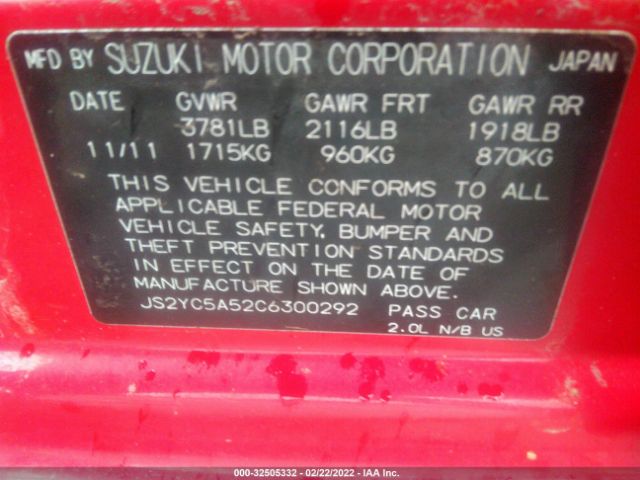 MFD BY SUZUKI MOTOR CORPORATION JAPAN
DATE GVWR GAWR FRT GAWR RR
3781LB 2116LB 1918LB
11/11 1715KG 960KG 870KG
THIS VEHICLE CONFORMS TO ALL
APPLICABLE FEDERAL MOTOR
VEHICLE SAFETY, BUMPER AND
THEFT PREVENTION STANDARDS
IN EFFECT ON THE DATE OF
MANUFACTURE SHOWN ABOVE.
JS2YC5A52C6300292 PASS CAR
2.0L N/B US
000-32505332 - 02/22/2022 - IAA Inc.